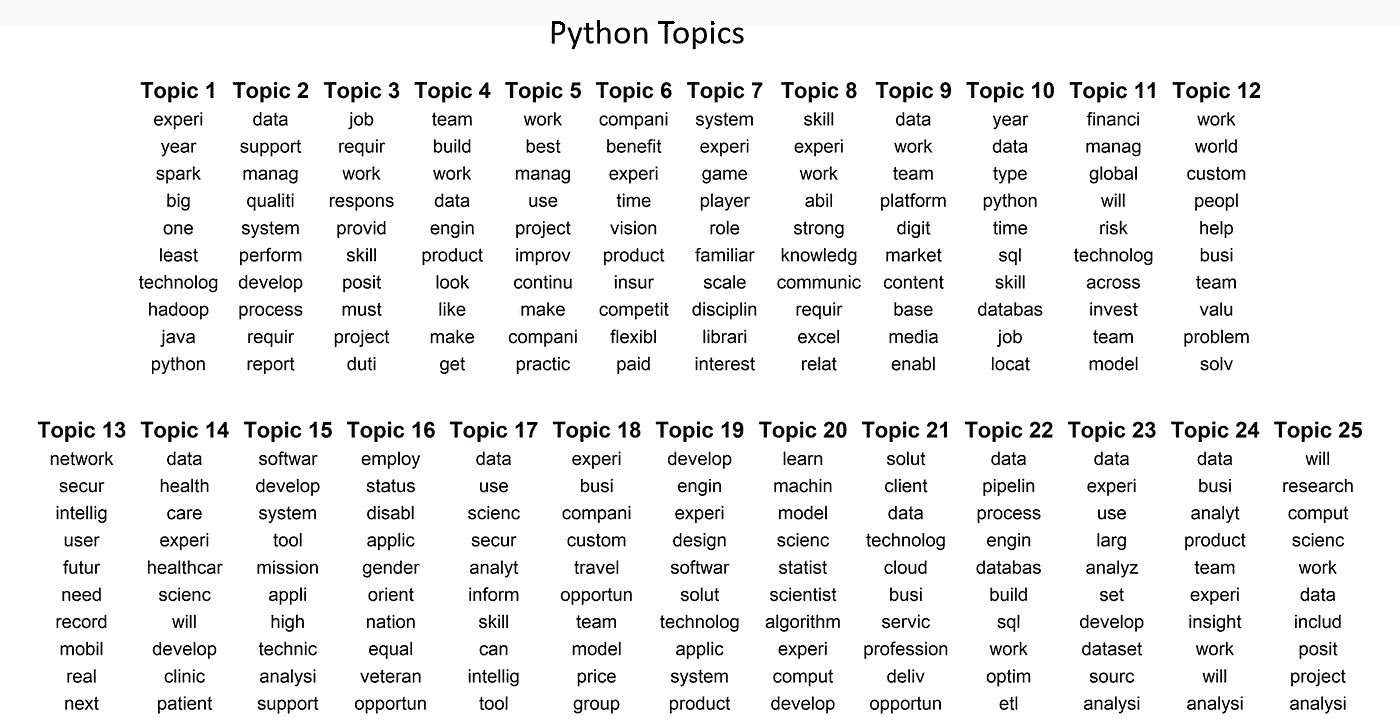 Python Topics
Topic 1 Topic 2 Topic 3 Topic 4 Topic 5 Topic 6 Topic 7 Topic 8 Topic 9 Topic 10 Topic 11 Topic 12
experi data job team work compani system skill data year financi work
year support requir build best benefit experi experi work data manag world
spark manag work work manag experi game work team type global custom
big qualiti respons data use time player abil platform python will peopl
one system provid engin project vision role strong digit time risk help
least perform skill product improv product familiar knowledg market sql technolog busi
technolog develop posit look continu insur scale communic content skill across team
hadoop process must like make competit disciplin requir base databas invest valu
java requir project make compani flexibl librari excel media job team problem
python report duti get practic paid interest relat enabl locat model solv
Topic 13 Topic 14 Topic 15 Topic 16 Topic 17 Topic 18 Topic 19 Topic 20 Topic 21 Topic 22 Topic 23 Topic 24 Topic 25
network data softwar employ data experi develop learn solut data data data will
secur health develop status use busi engin machin client pipelin experi busi research
intellig care system disabl scienc compani experi model data process use analyt comput
user experi tool applic secur custom design scienc technolog engin larg product scienc
futur healthcar mission gender analyt travel softwar statist cloud databas analyz team work
need scienc appli orient inform opportun solut scientist busi build set experi data
record will high nation skill team technolog algorithm servic sql develop insight includ
mobil develop technic equal can model applic experi profession work dataset work posit
real clinic analysi veteran intellig price system comput deliv optim sourc will project
next patient support opportun tool group product develop opportun etl analysi analysi analysi